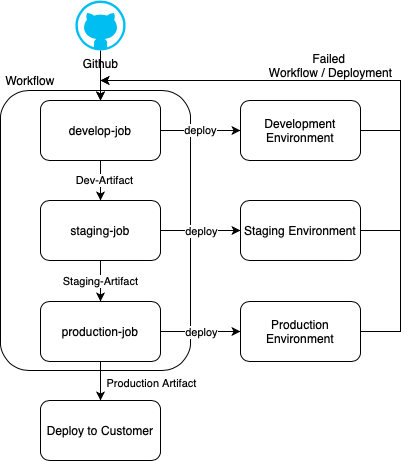 Github
Failed
Workflow / Deployment
Workflow
develop-job
deploy
Development
Environment
Dev-Artifact
staging-job
deploy
Staging Environment
Staging-Artifact
production-job
deploy
Production
Environment
Production Artifact
Deploy to Customer